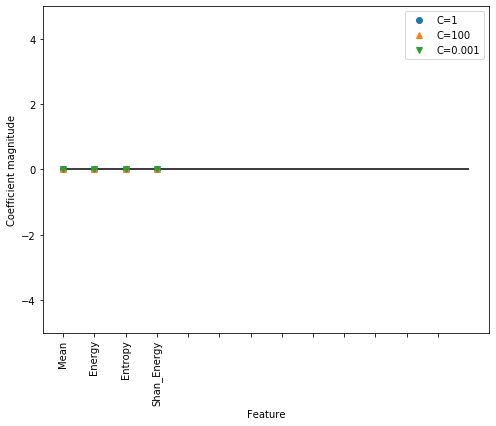 C=1
C=100
C=0.001
4
2
0
−2
−4
Coefficient magnitude
Mean
Energy
Entropy
Shan_Energy
Feature